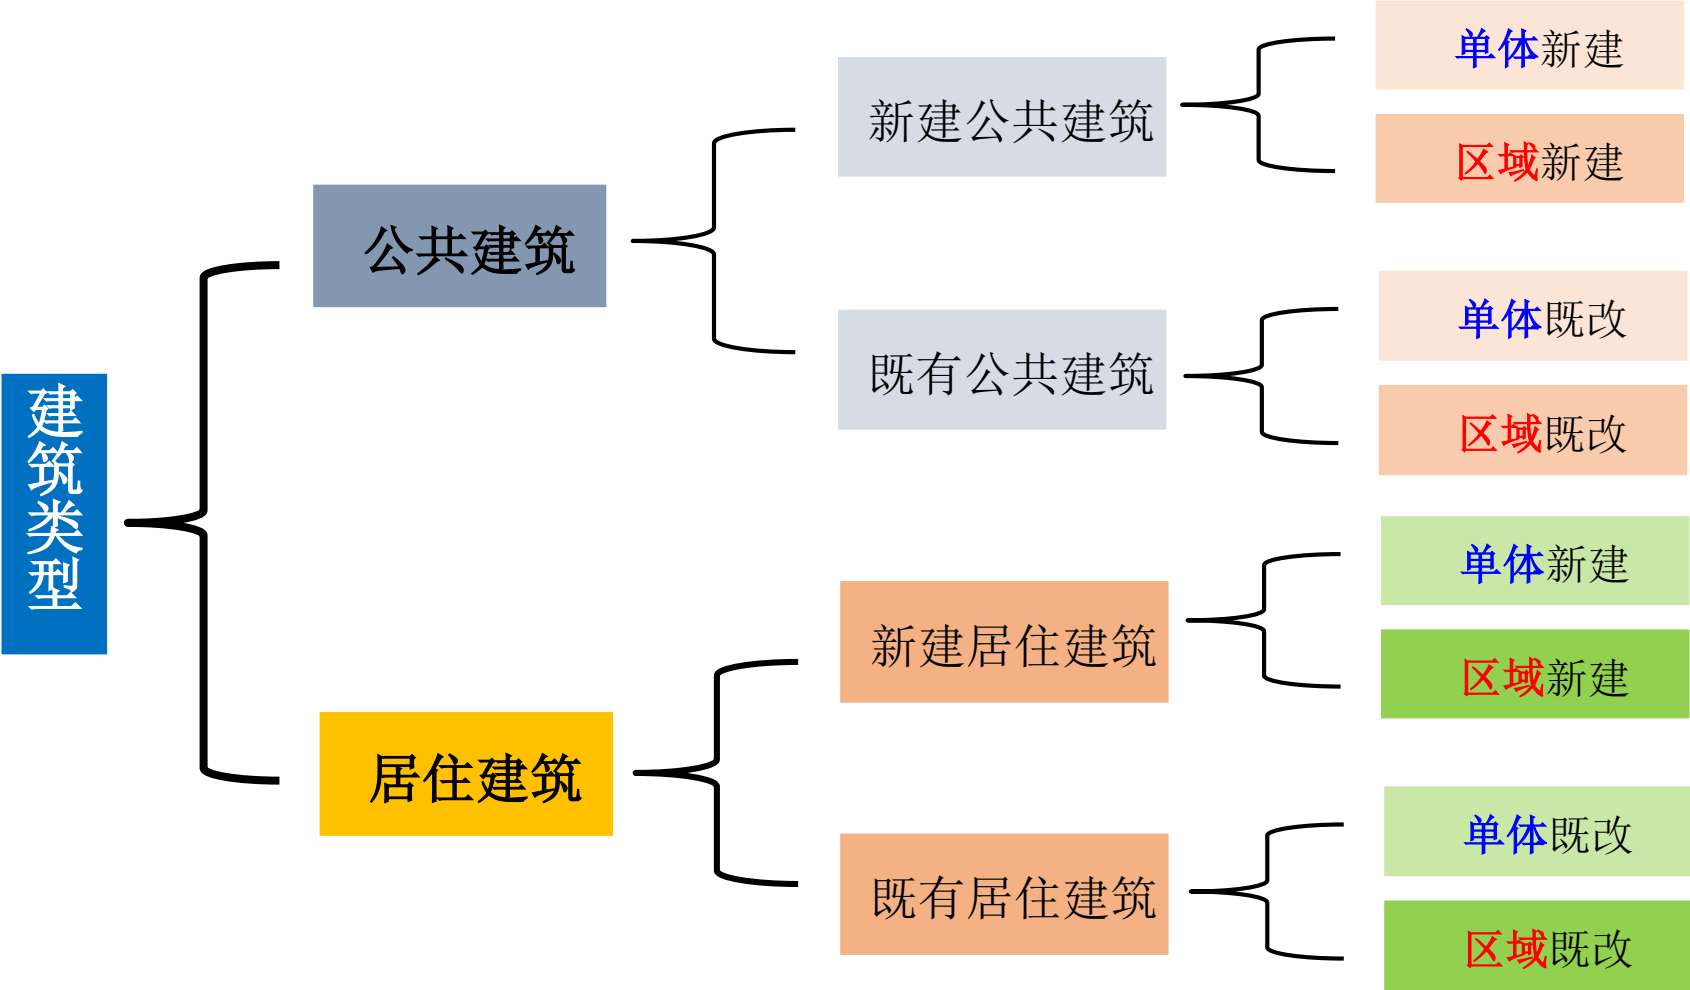 建筑类型
公共建筑
新建公共建筑
单体新建
区域新建
既有公共建筑
单体既改
区域既改
居住建筑
新建居住建筑
单体新建
区域新建
既有居住建筑
单体既改
区域既改